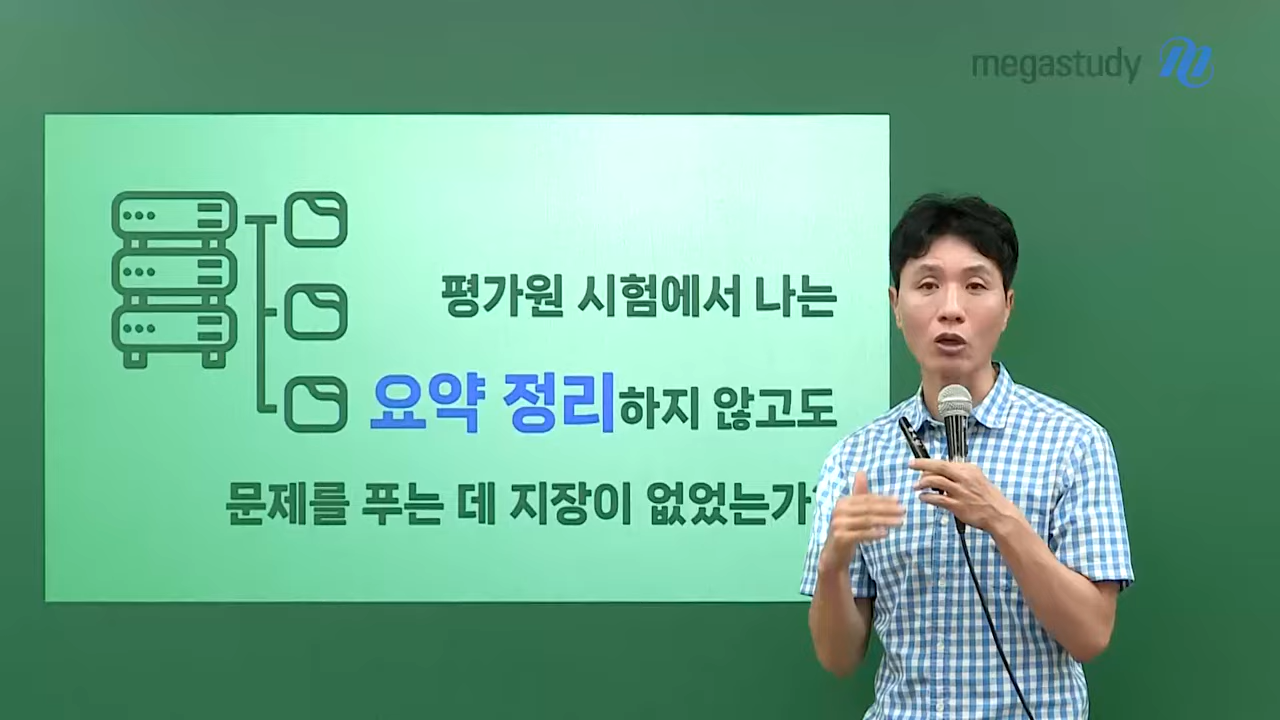 megastudy
평가원 시험에서 나는
요약 정리하지 않고도
문제를 푸는 데 지장이 없었는가